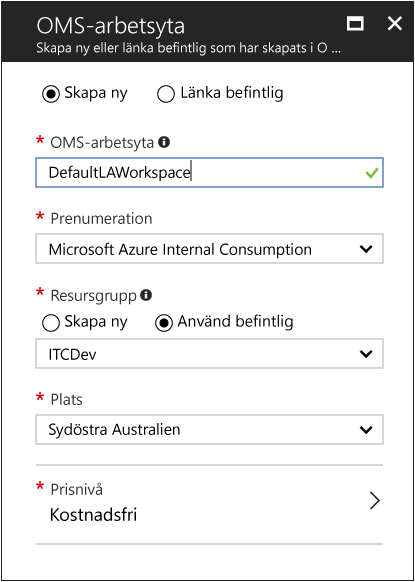 OMS-arbetsyta
Skapa ny eller länka befintlig som har skapats i O ...
Skapa ny Länka befintlig
* OMS-arbetsyta
DefaultLAWorkspace
* Prenumeration
Microsoft Azure Internal Consumption
* Resursgrupp
Skapa ny Använd befintlig
ITCDev
* Plats
Sydöstra Australien
* Prisnivå
Kostnadsfri